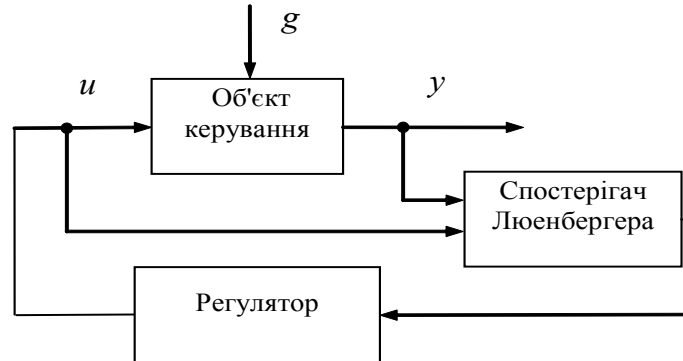 g
u
Об'єкт
керування
y
Спостерігач
Люенбергера
Регулятор